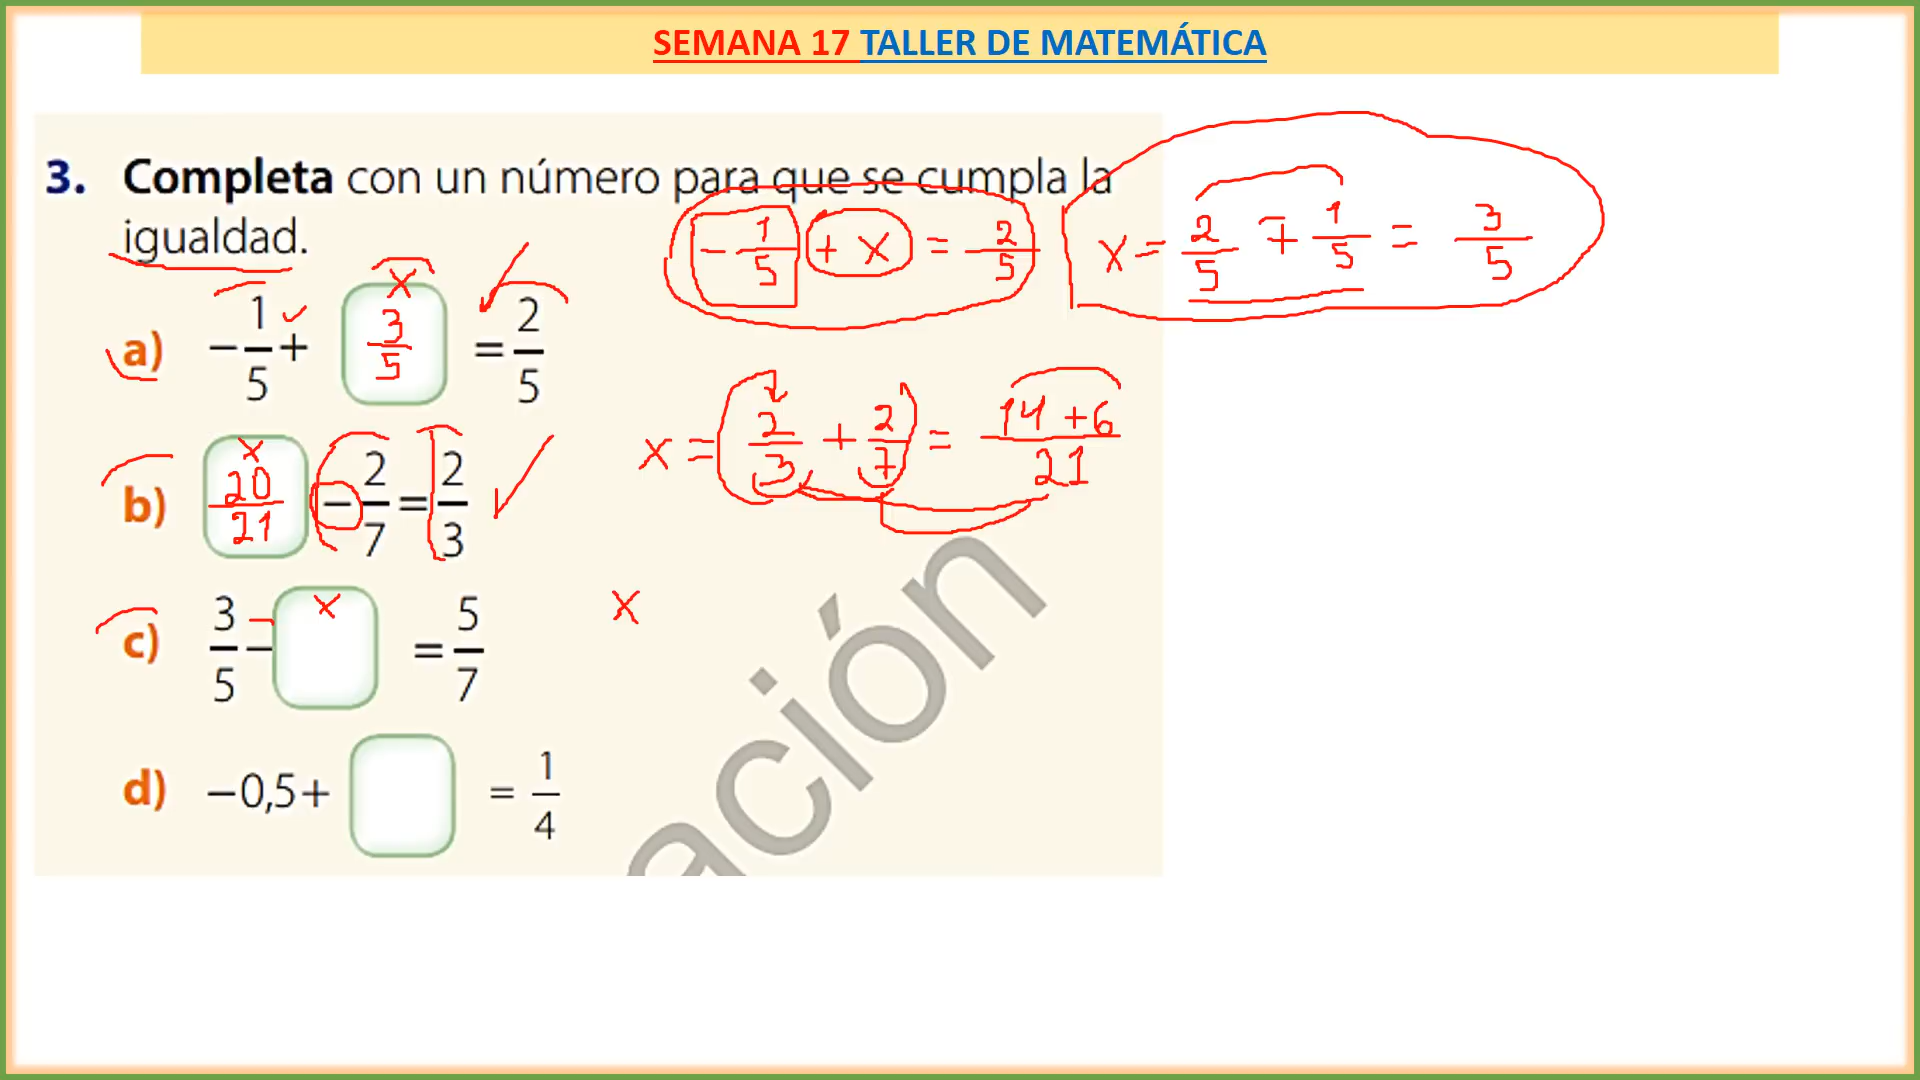 SEMANA 17 TALLER DE MATEMÁTICA
3. Completa con un número para que se cumpla la
igualdad.
-1/5 + x = 2/5
x = 2/5 + 1/5 = 3/5
a) -1/5 + x 3/5 = 2/5
x = 2/3 + 2/7 = 14+6/21
b) x 20/21 - 2/7 = 2/3
c) 3/5 - x = 5/7
x
d) -0,5+ = 1/4
ación